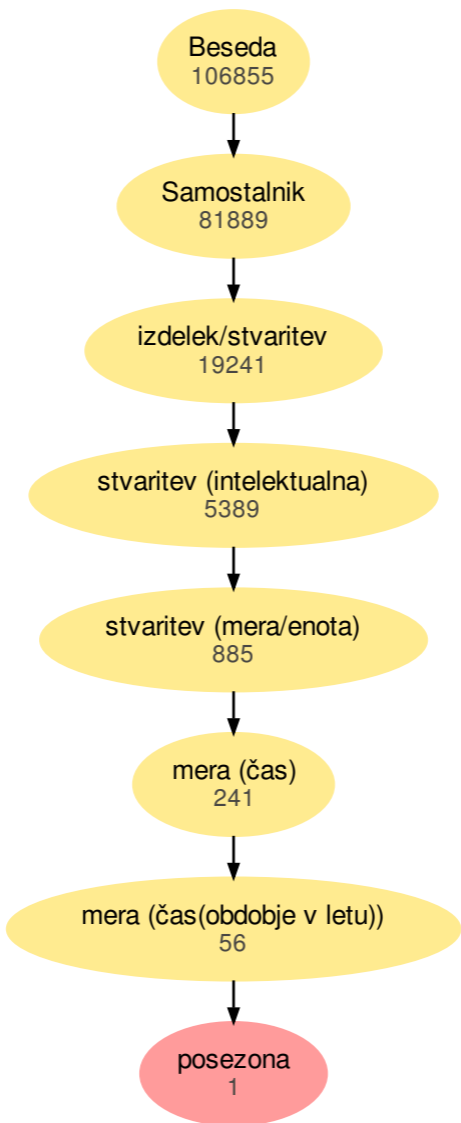 Beseda
106855
Samostalnik
81889
izdelek/stvaritev
19241
stvaritev (intelektualna)
5389
stvaritev (mera/enota)
885
mera (čas)
241
mera (čas(obdobje v letu))
56
posezona
1